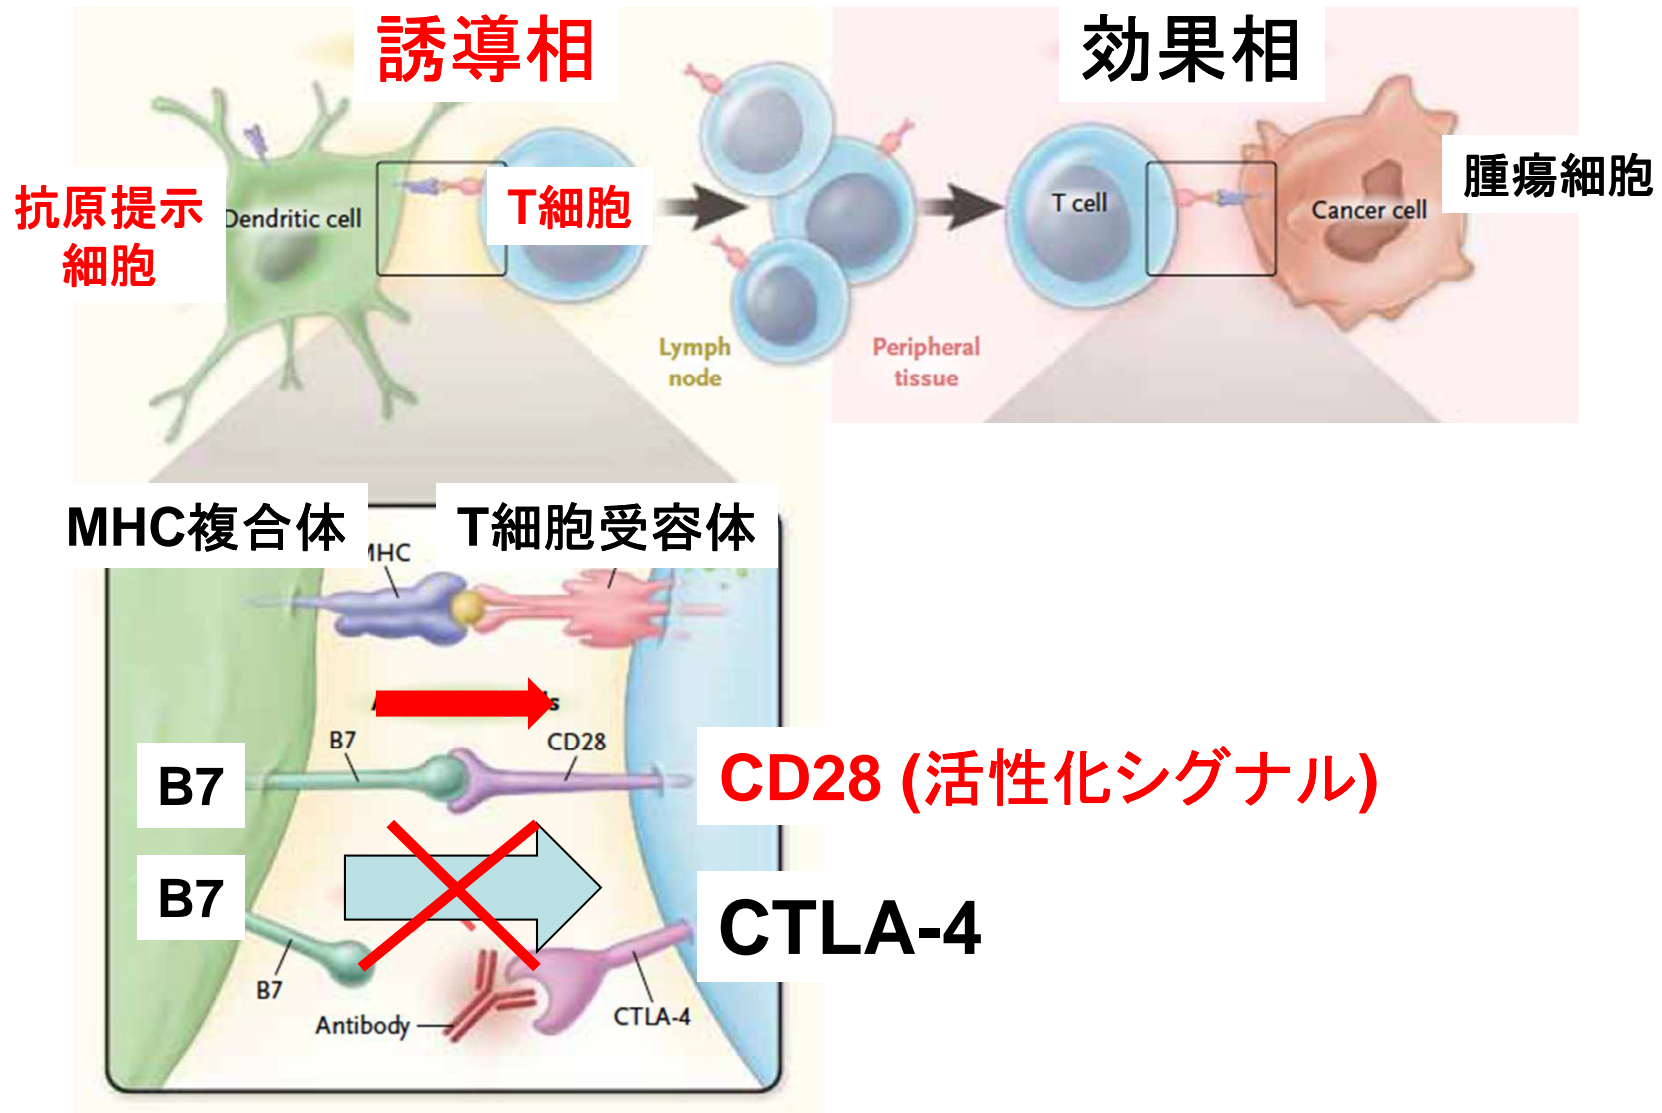 誘導相
効果相
抗原提示
細胞
Dendritic cell
T細胞
T cell
Cancer cell
腫瘍細胞
Lymph
node
Peripheral
tissue
MHC複合体
T細胞受容体
MHC
B7
CD28
B7
CD28 (活性化シグナル)
B7
CTLA-4
B7
Antibody
CTLA-4